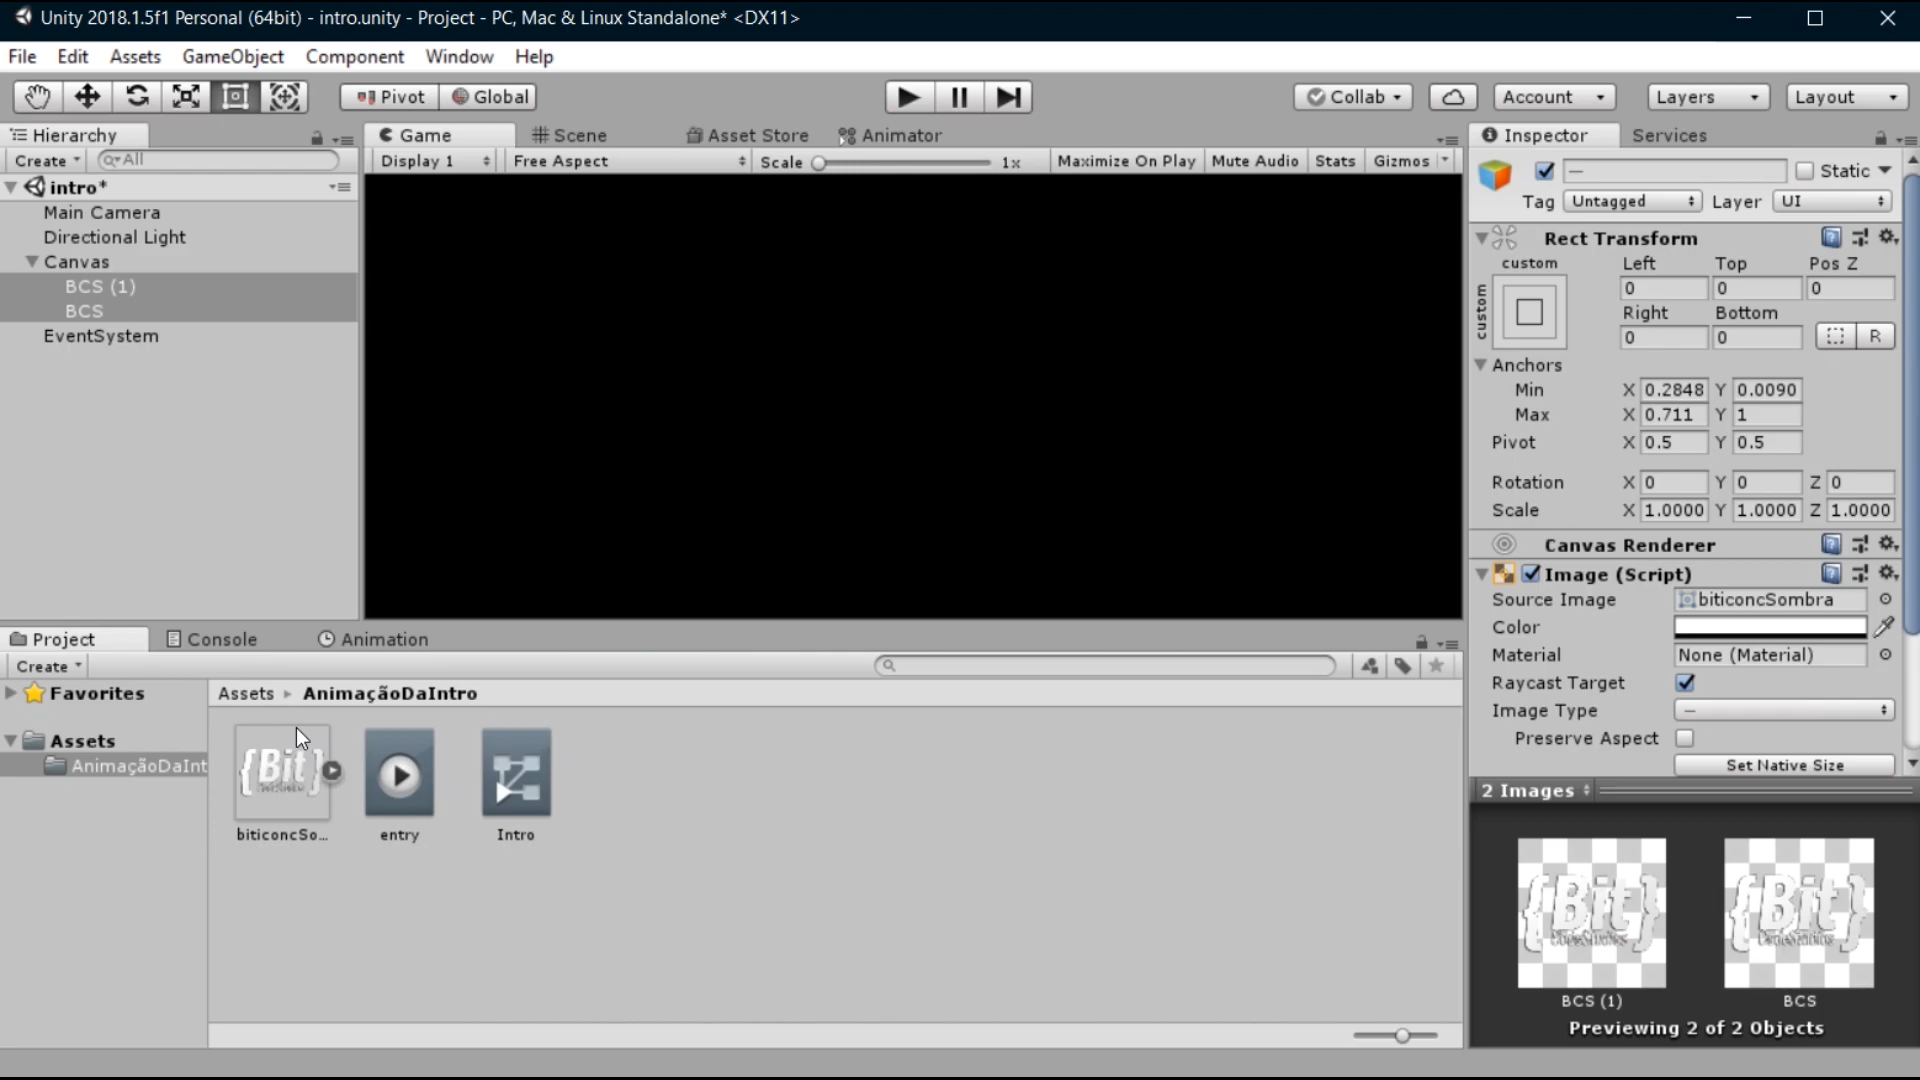 Unity 2018.1.5f1 Personal (64bit) - intro.unity - Project - PC, Mac & Linux Standalone* <DX11>
File Edit Assets GameObject Component Window Help
Pivot Global Collab Account Layers Layout
Hierarchy Game Scene Asset Store Animator Inspector Services
Create All Display 1 Free Aspect Scale 1x Maximize On Play Mute Audio Stats Gizmos
— Static
intro*
Tag Untagged Layer UI
Main Camera
Directional Light
Canvas
BCS (1)
BCS
EventSystem
Rect Transform
custom Left Top Pos Z
custom
0 0 0
Right Bottom
0 0 R
Anchors
Min X 0.2848 Y 0.0090
Max X 0.711 Y 1
Pivot X 0.5 Y 0.5
Rotation X 0 Y 0 Z 0
Scale X 1.0000 Y 1.0000 Z 1.0000
Canvas Renderer
Image (Script)
Source Image biticoncSombra
Color
Material None (Material)
Raycast Target
Image Type —
Preserve Aspect
Set Native Size
Project Console Animation
Create
Favorites
Assets
AnimaçãoDaInt
Assets AnimaçãoDaIntro
{Bit}
biticoncSo... entry Intro
2 Images
{Bit} {Bit}
CodeStudios CodeStudios
BCS (1) BCS
Previewing 2 of 2 Objects